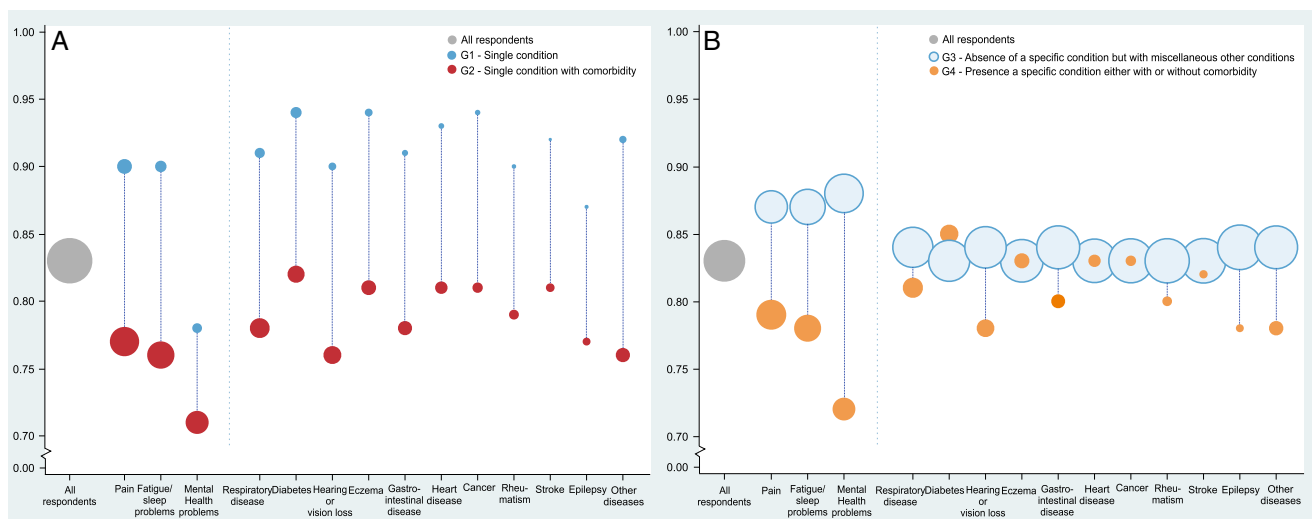 A
1.00
0.95
0.90
0.85
0.80
0.75
0.70
0.00
All respondents
G1 - Single condition
G2 - Single condition with comorbidity
All
respondents
Pain
Fatigue/
sleep
problems
Mental
Health
problems
Respiratory
disease
Diabetes
Hearing
or
vision loss
Eczema
Gastro-
intestinal
disease
Heart
disease
Cancer
Rheu-
matism
Stroke
Epilepsy
Other
diseases
B
1.00
0.95
0.90
0.85
0.80
0.75
0.70
0.00
All respondents
G3 - Absence of a specific condition but with miscellaneous other conditions
G4 - Presence a specific condition either with or without comorbidity
All
respondents
Pain
Fatigue/
sleep
problems
Mental
Health
problems
Respiratory
disease
Diabetes
Hearing
or
vision loss
Eczema
Gastro-
intestinal
disease
Heart
disease
Cancer
Rheu-
matism
Stroke
Epilepsy
Other
diseases